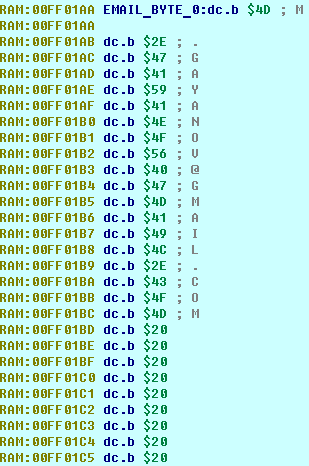 RAM:00FF01AA EMAIL_BYTE_0:dc.b $4D ; M
RAM:00FF01AA
RAM:00FF01AB dc.b $2E ; .
RAM:00FF01AC dc.b $47 ; G
RAM:00FF01AD dc.b $41 ; A
RAM:00FF01AE dc.b $59 ; Y
RAM:00FF01AF dc.b $41 ; A
RAM:00FF01B0 dc.b $4E ; N
RAM:00FF01B1 dc.b $4F ; O
RAM:00FF01B2 dc.b $56 ; V
RAM:00FF01B3 dc.b $40 ; @
RAM:00FF01B4 dc.b $47 ; G
RAM:00FF01B5 dc.b $4D ; M
RAM:00FF01B6 dc.b $41 ; A
RAM:00FF01B7 dc.b $49 ; I
RAM:00FF01B8 dc.b $4C ; L
RAM:00FF01B9 dc.b $2E ; .
RAM:00FF01BA dc.b $43 ; C
RAM:00FF01BB dc.b $4F ; O
RAM:00FF01BC dc.b $4D ; M
RAM:00FF01BD dc.b $20
RAM:00FF01BE dc.b $20
RAM:00FF01BF dc.b $20
RAM:00FF01C0 dc.b $20
RAM:00FF01C1 dc.b $20
RAM:00FF01C2 dc.b $20
RAM:00FF01C3 dc.b $20
RAM:00FF01C4 dc.b $20
RAM:00FF01C5 dc.b $20